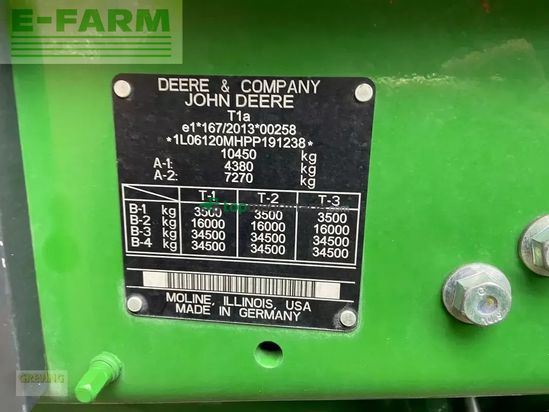 E-FARM
DEERE & COMPANY
JOHN DEERE
T1a
e1*167/2013*00258
*1L06120MHPP191238*
10450 kg
A-1: 4380 kg
A-2: 7270 kg
T-1 T-2 T-3
B-1 kg 3500 3500 3500
B-2 kg 16000 16000 16000
B-3 kg 34500 34500 34500
B-4 kg 34500 34500 34500
MOLINE, ILLINOIS, USA
MADE IN GERMANY
GREVING